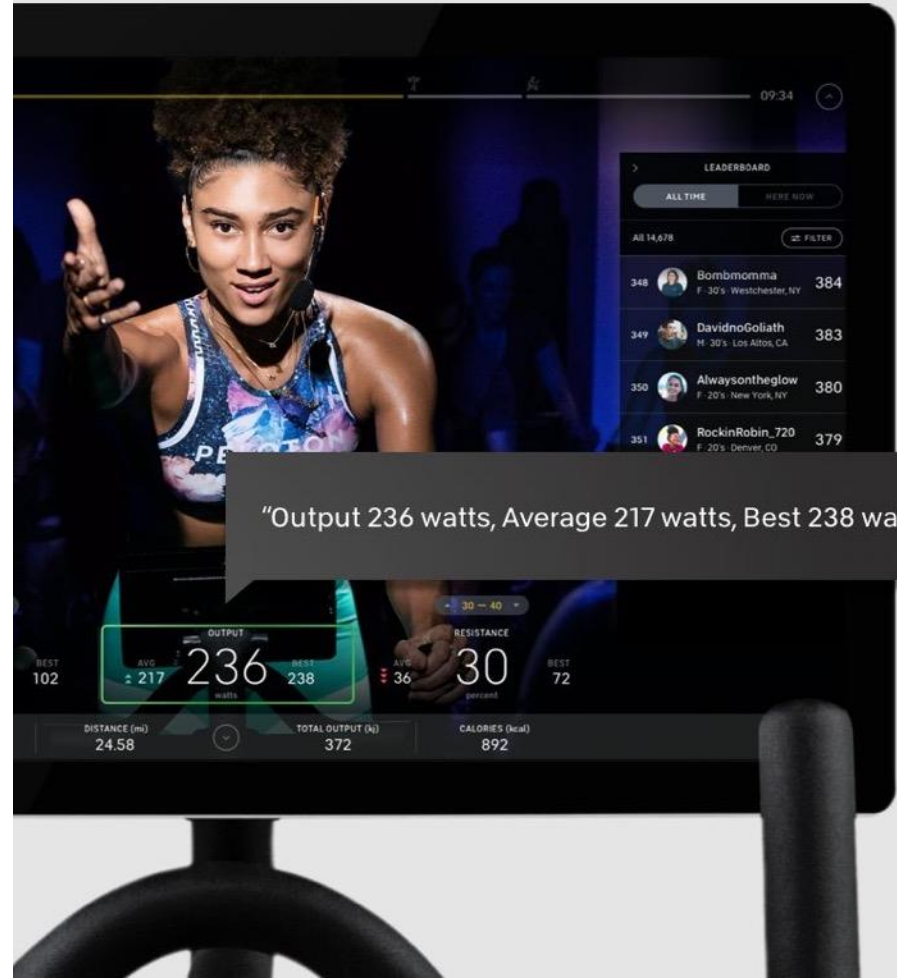 09:34
LEADERBOARD
ALL TIME
HERE NOW
All 14,678
FILTER
348 Bombmomma 384
F · 30's · Westchester, NY
349 DavidnoGoliath 383
M · 30's · Los Altos, CA
350 Alwaysontheglow 380
F · 20's · New York, NY
351 RockinRobin_720 379
F · 20's · Denver, CO
"Output 236 watts, Average 217 watts, Best 238 wa
30 — 40
BEST
102
OUTPUT
AVG
217
236
watts
BEST
238
RESISTANCE
AVG
36
30
percent
BEST
72
DISTANCE (mi)
24.58
TOTAL OUTPUT (kj)
372
CALORIES (kcal)
892